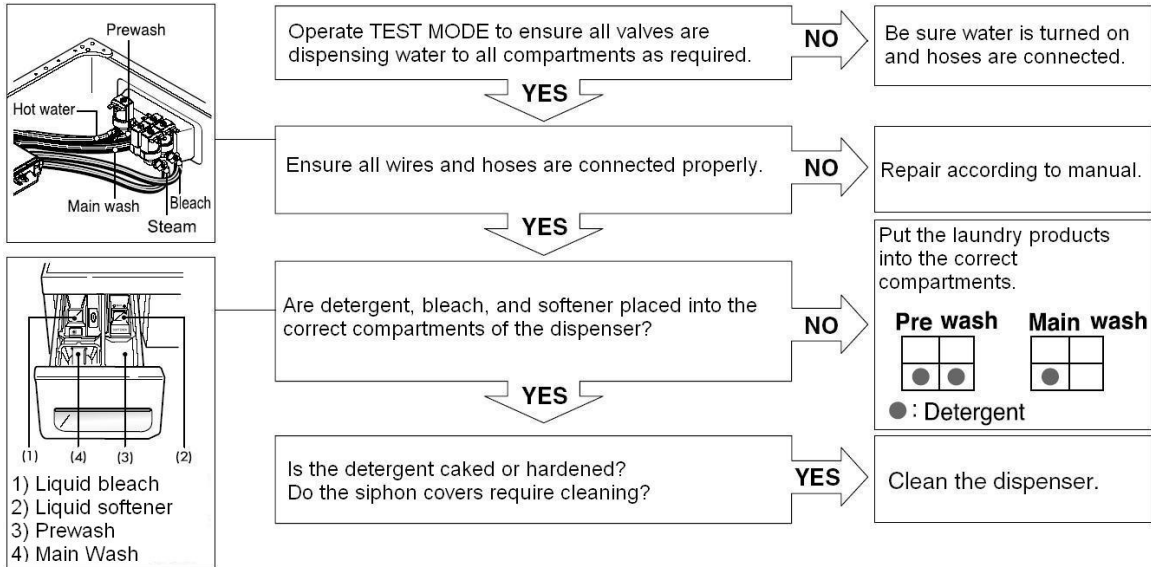 Prewash
Hot water
Main wash
Bleach
Steam
Operate TEST MODE to ensure all valves are
dispensing water to all compartments as required.
NO
Be sure water is turned on
and hoses are connected.
YES
Ensure all wires and hoses are connected properly.
NO
Repair according to manual.
YES
(1)
(4)
(3)
(2)
1) Liquid bleach
2) Liquid softener
3) Prewash
4) Main Wash
Are detergent, bleach, and softener placed into the
correct compartments of the dispenser?
NO
Put the laundry products
into the correct
compartments.
Pre wash
Main wash
: Detergent
YES
Is the detergent caked or hardened?
Do the siphon covers require cleaning?
YES
Clean the dispenser.